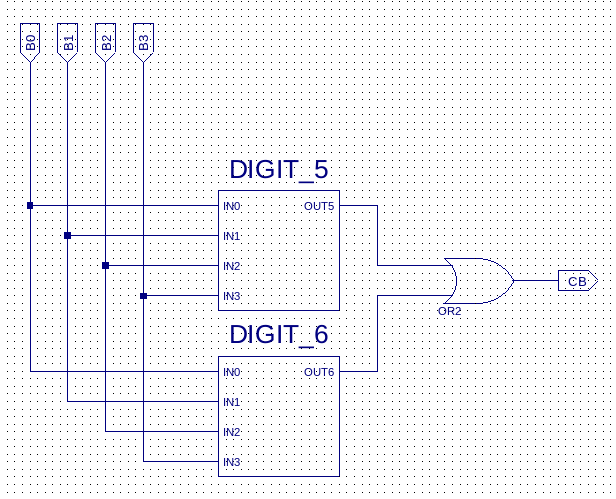 B0 B1 B2 B3
DIGIT_5
IN0 OUT5
IN1
IN2
IN3
CB
OR2
DIGIT_6
IN0 OUT6
IN1
IN2
IN3